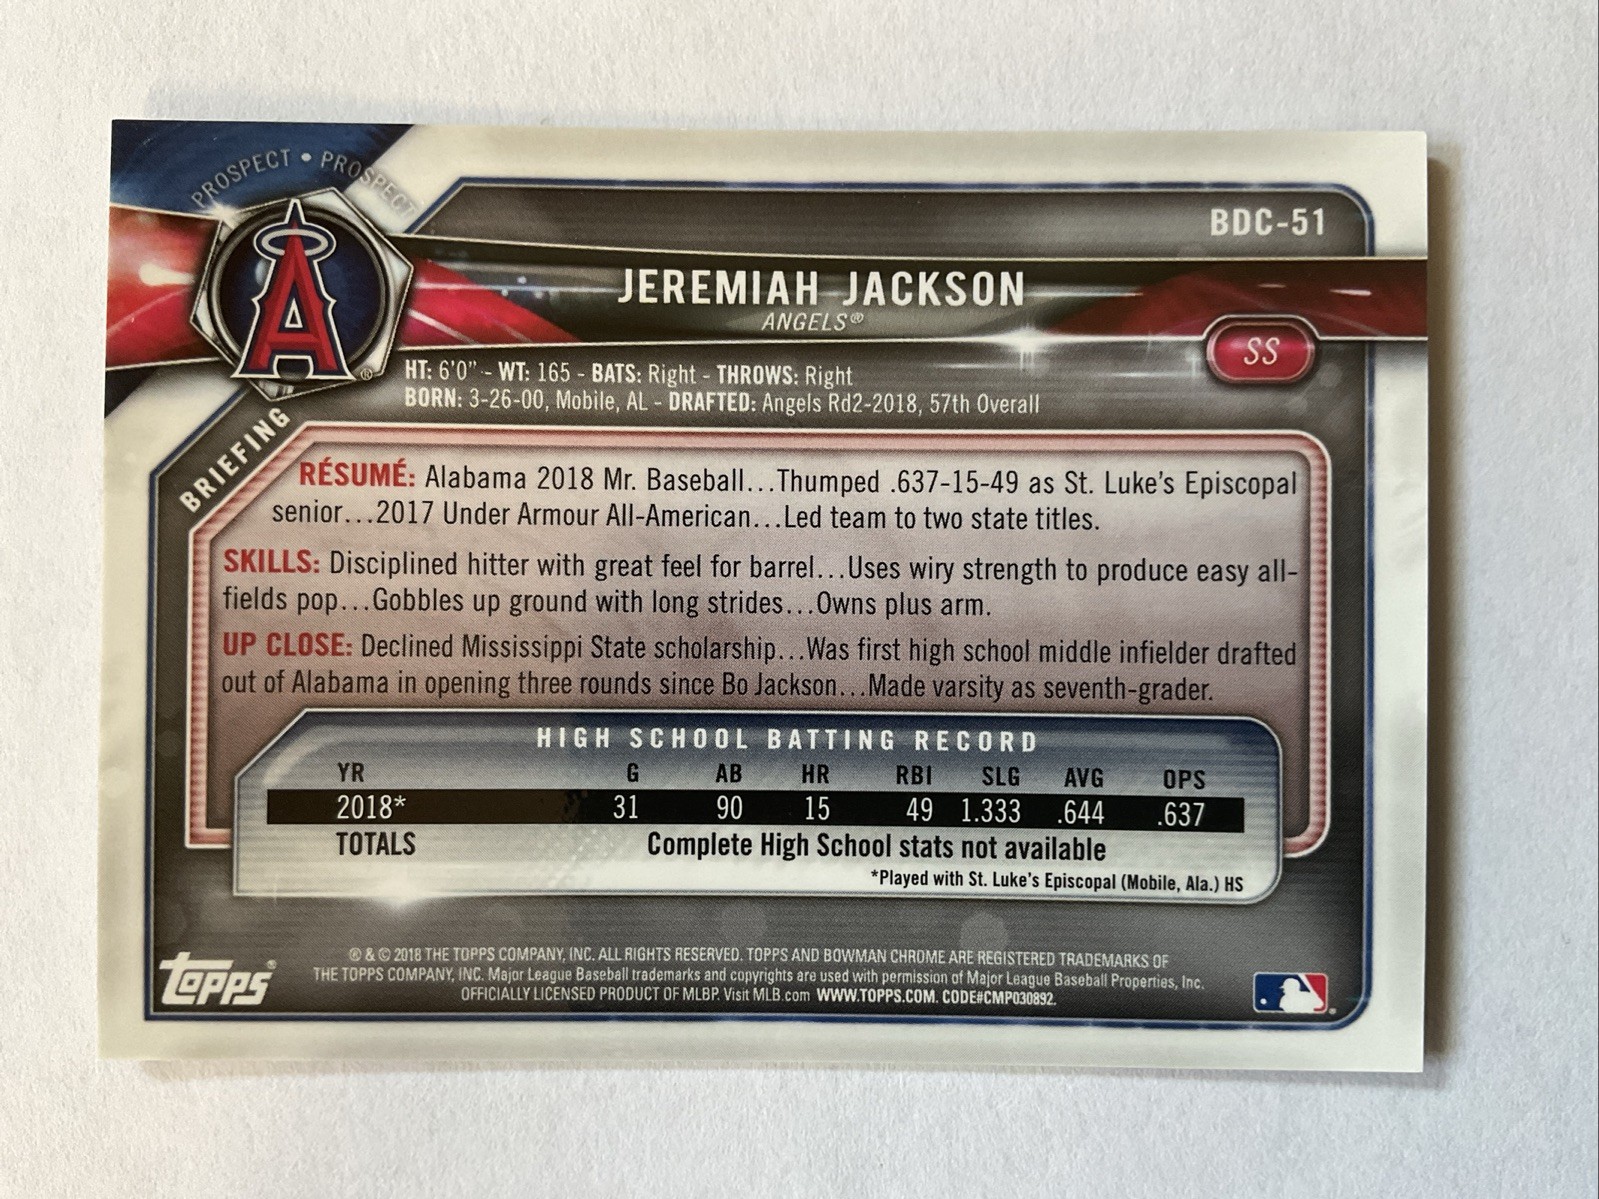 PROSPECT • PROSPECT
BDC-51
A
JEREMIAH JACKSON
ANGELS®
SS
HT: 6'0" - WT: 165 - BATS: Right - THROWS: Right
BORN: 3-26-00, Mobile, AL - DRAFTED: Angels Rd2-2018, 57th Overall
BRIEFING
RÉSUMÉ: Alabama 2018 Mr. Baseball...Thumped .637-15-49 as St. Luke's Episcopal
senior...2017 Under Armour All-American...Led team to two state titles.
SKILLS: Disciplined hitter with great feel for barrel...Uses wiry strength to produce easy all-
fields pop...Gobbles up ground with long strides...Owns plus arm.
UP CLOSE: Declined Mississippi State scholarship...Was first high school middle infielder drafted
out of Alabama in opening three rounds since Bo Jackson...Made varsity as seventh-grader.
HIGH SCHOOL BATTING RECORD
YR G AB HR RBI SLG AVG OPS
2018* 31 90 15 49 1.333 .644 .637
TOTALS Complete High School stats not available
*Played with St. Luke's Episcopal (Mobile, Ala.) HS
® & © 2018 THE TOPPS COMPANY, INC. ALL RIGHTS RESERVED. TOPPS AND BOWMAN CHROME ARE REGISTERED TRADEMARKS OF
THE TOPPS COMPANY, INC. Major League Baseball trademarks and copyrights are used with permission of Major League Baseball Properties, Inc.
OFFICIALLY LICENSED PRODUCT OF MLBP. Visit MLB.com WWW.TOPPS.COM. CODE#CMP030892.
topps®